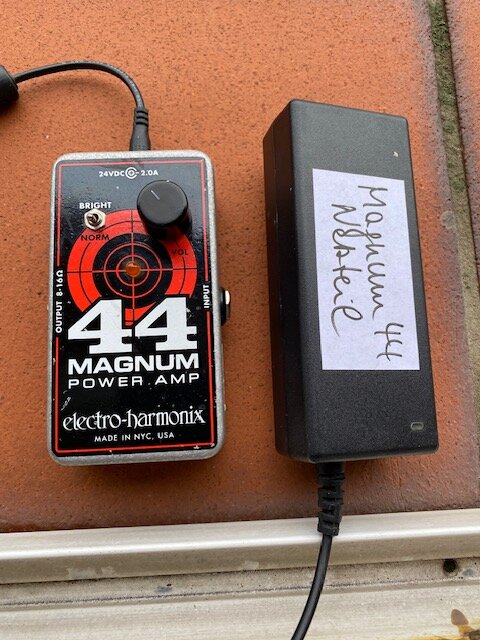 24VDC 2.0A
BRIGHT
NORM
VOL
OUTPUT 8-16Ω
INPUT
44
MAGNUM
POWER AMP
electro-harmonix
MADE IN NYC, USA
Magnum 44
Netzteil